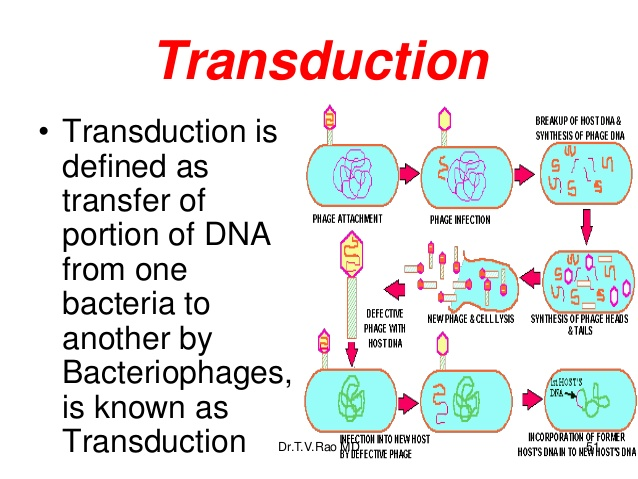 Transduction
• Transduction is
defined as
transfer of
portion of DNA
from one
bacteria to
another by
Bacteriophages,
is known as
Transduction
PHAGE ATTACHMENT
PHAGE INFECTION
BREAKUP OF HOST DNA &
SYNTHESIS OF PHAGE DNA
DEFECTIVE
PHAGE WITH
HOST DNA
NEW PHAGE & CELL LYSIS
SYNTHESIS OF PHAGE HEADS
& TAILS
INFECTION INTO NEW HOST
BY DEFECTIVE PHAGE
1st HOST'S
DNA
INCORPORATION OF FORMER
HOST'S DNA IN TO NEW HOST'S DNA
Dr.T.V.Rao MD
51